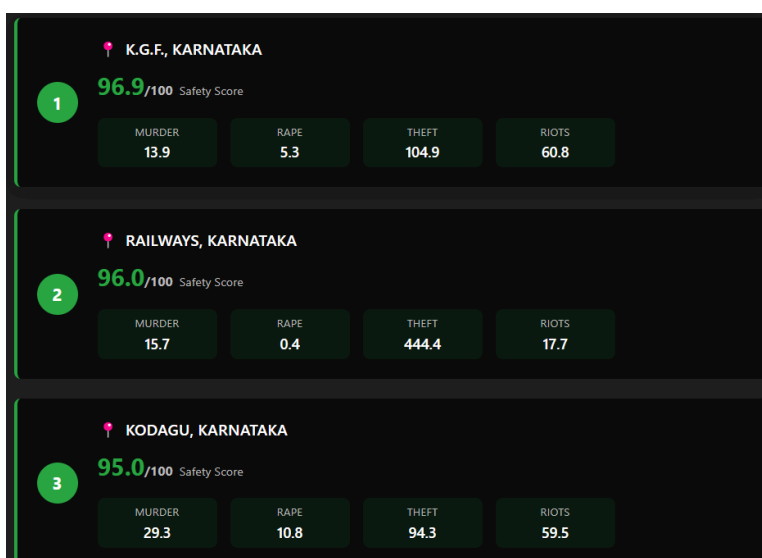 K.G.F., KARNATAKA
96.9/100 Safety Score
1
MURDER RAPE THEFT RIOTS
13.9 5.3 104.9 60.8
RAILWAYS, KARNATAKA
96.0/100 Safety Score
2
MURDER RAPE THEFT RIOTS
15.7 0.4 444.4 17.7
KODAGU, KARNATAKA
95.0/100 Safety Score
3
MURDER RAPE THEFT RIOTS
29.3 10.8 94.3 59.5